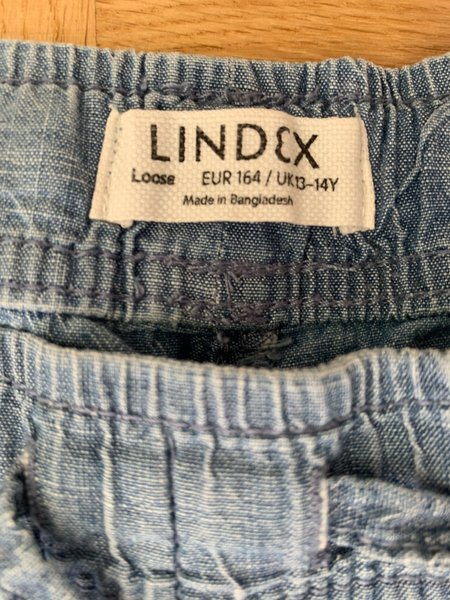 LINDEX
Loose EUR 164 / UK13-14Y
Made in Bangladesh